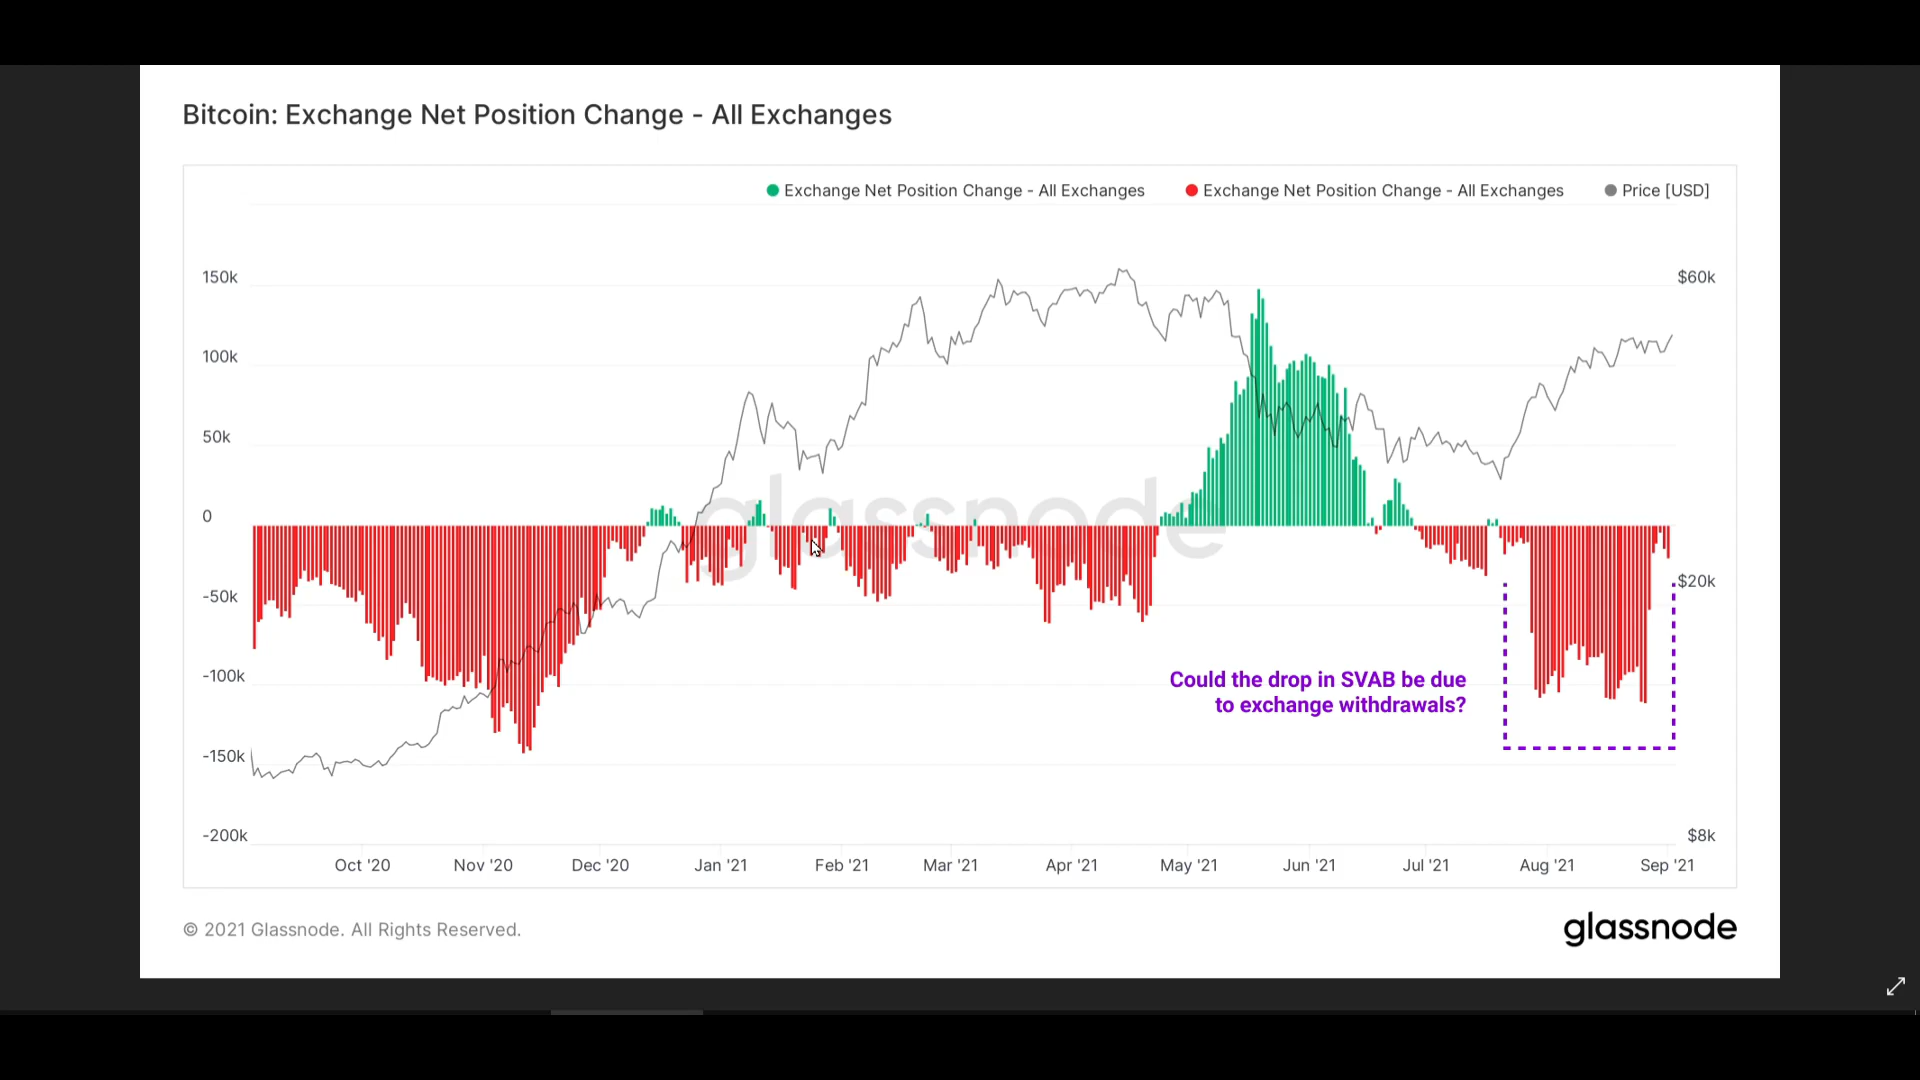 Bitcoin: Exchange Net Position Change - All Exchanges
Exchange Net Position Change - All Exchanges
Exchange Net Position Change - All Exchanges
Price [USD]
150k
$60k
100k
50k
glassnode
0
-50k
$20k
Could the drop in SVAB be due
to exchange withdrawals?
-100k
-150k
-200k
$8k
Oct '20
Nov '20
Dec '20
Jan '21
Feb '21
Mar '21
Apr '21
May '21
Jun '21
Jul '21
Aug '21
Sep '21
© 2021 Glassnode. All Rights Reserved.
glassnode